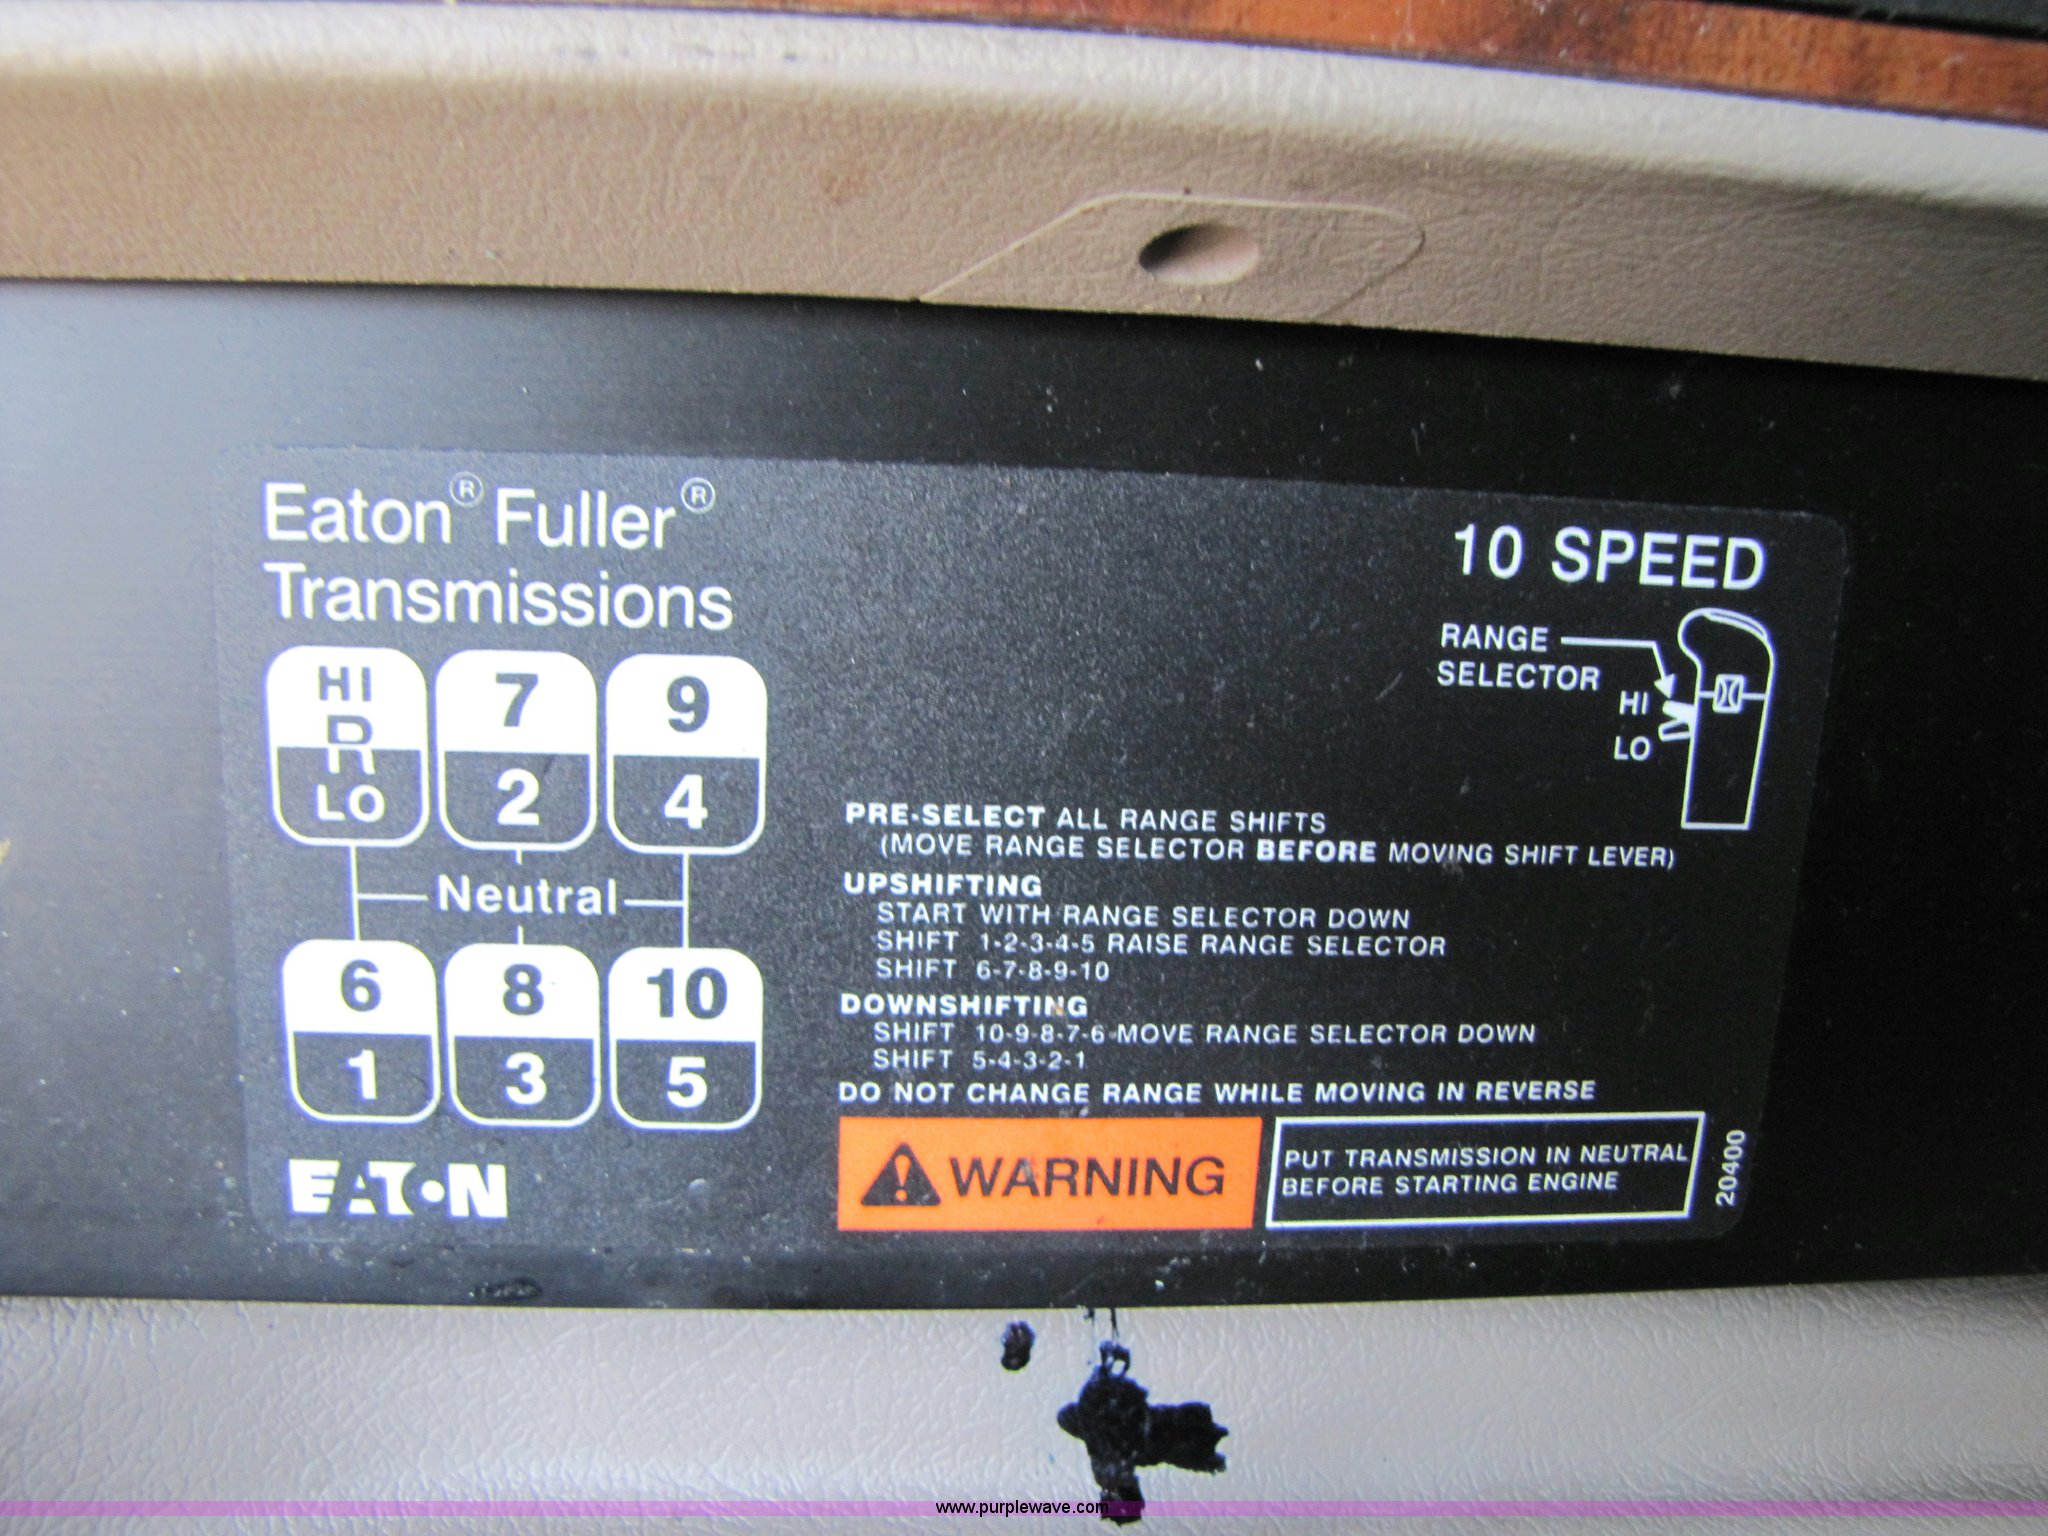 Eaton® Fuller®
Transmissions
10 SPEED
RANGE
SELECTOR
HI
LO
HI
R
LO
7
2
9
4
Neutral
6
1
8
3
10
5
PRE-SELECT ALL RANGE SHIFTS
(MOVE RANGE SELECTOR BEFORE MOVING SHIFT LEVER)
UPSHIFTING
START WITH RANGE SELECTOR DOWN
SHIFT 1-2-3-4-5 RAISE RANGE SELECTOR
SHIFT 6-7-8-9-10
DOWNSHIFTING
SHIFT 10-9-8-7-6-MOVE RANGE SELECTOR DOWN
SHIFT 5-4-3-2-1
DO NOT CHANGE RANGE WHILE MOVING IN REVERSE
WARNING
PUT TRANSMISSION IN NEUTRAL
BEFORE STARTING ENGINE
20400
EATON
www.purplewave.com